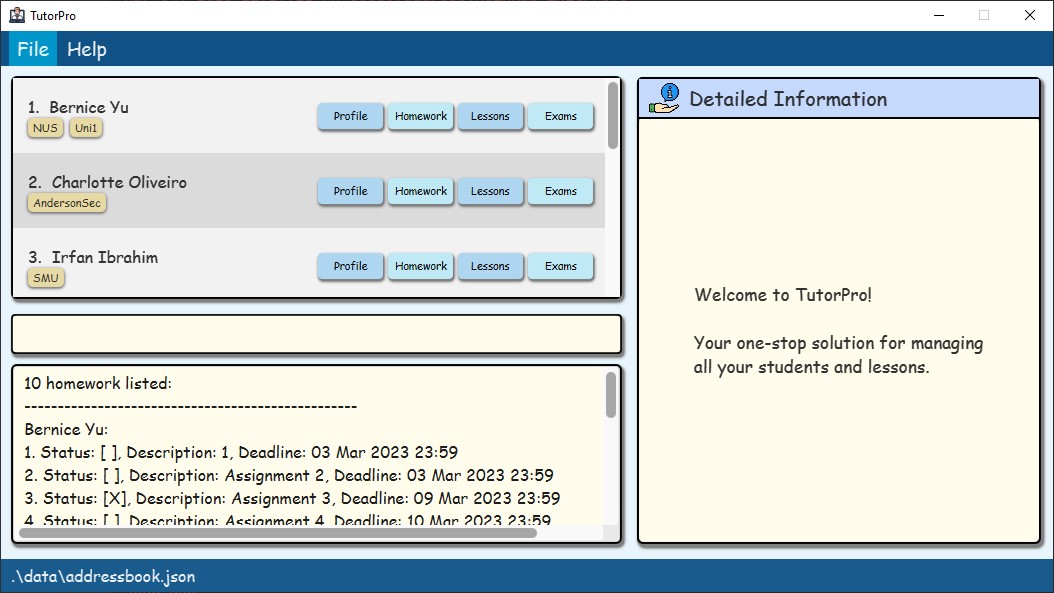 TutorPro
File Help
1. Bernice Yu
NUS Uni1
Profile Homework Lessons Exams
2. Charlotte Oliveiro
AndersonSec
Profile Homework Lessons Exams
3. Irfan Ibrahim
SMU
Profile Homework Lessons Exams
10 homework listed:
--------------------------------------------------
Bernice Yu:
1. Status: [ ], Description: 1, Deadline: 03 Mar 2023 23:59
2. Status: [ ], Description: Assignment 2, Deadline: 03 Mar 2023 23:59
3. Status: [X], Description: Assignment 3, Deadline: 09 Mar 2023 23:59
4. Status: [ ], Description: Assignment 4, Deadline: 10 Mar 2023 23:59
Detailed Information
Welcome to TutorPro!
Your one-stop solution for managing
all your students and lessons.
.\data\addressbook.json